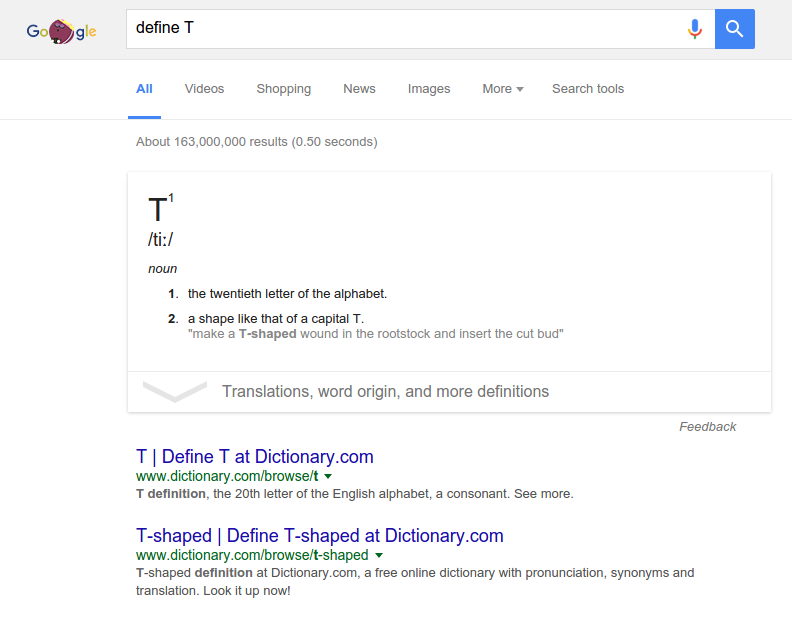 Google
define T
All Videos Shopping News Images More Search tools
About 163,000,000 results (0.50 seconds)
T1
/tiː/
noun
1. the twentieth letter of the alphabet.
2. a shape like that of a capital T.
"make a T-shaped wound in the rootstock and insert the cut bud"
Translations, word origin, and more definitions
Feedback
T | Define T at Dictionary.com
www.dictionary.com/browse/t
T definition, the 20th letter of the English alphabet, a consonant. See more.
T-shaped | Define T-shaped at Dictionary.com
www.dictionary.com/browse/t-shaped
T-shaped definition at Dictionary.com, a free online dictionary with pronunciation, synonyms and
translation. Look it up now!